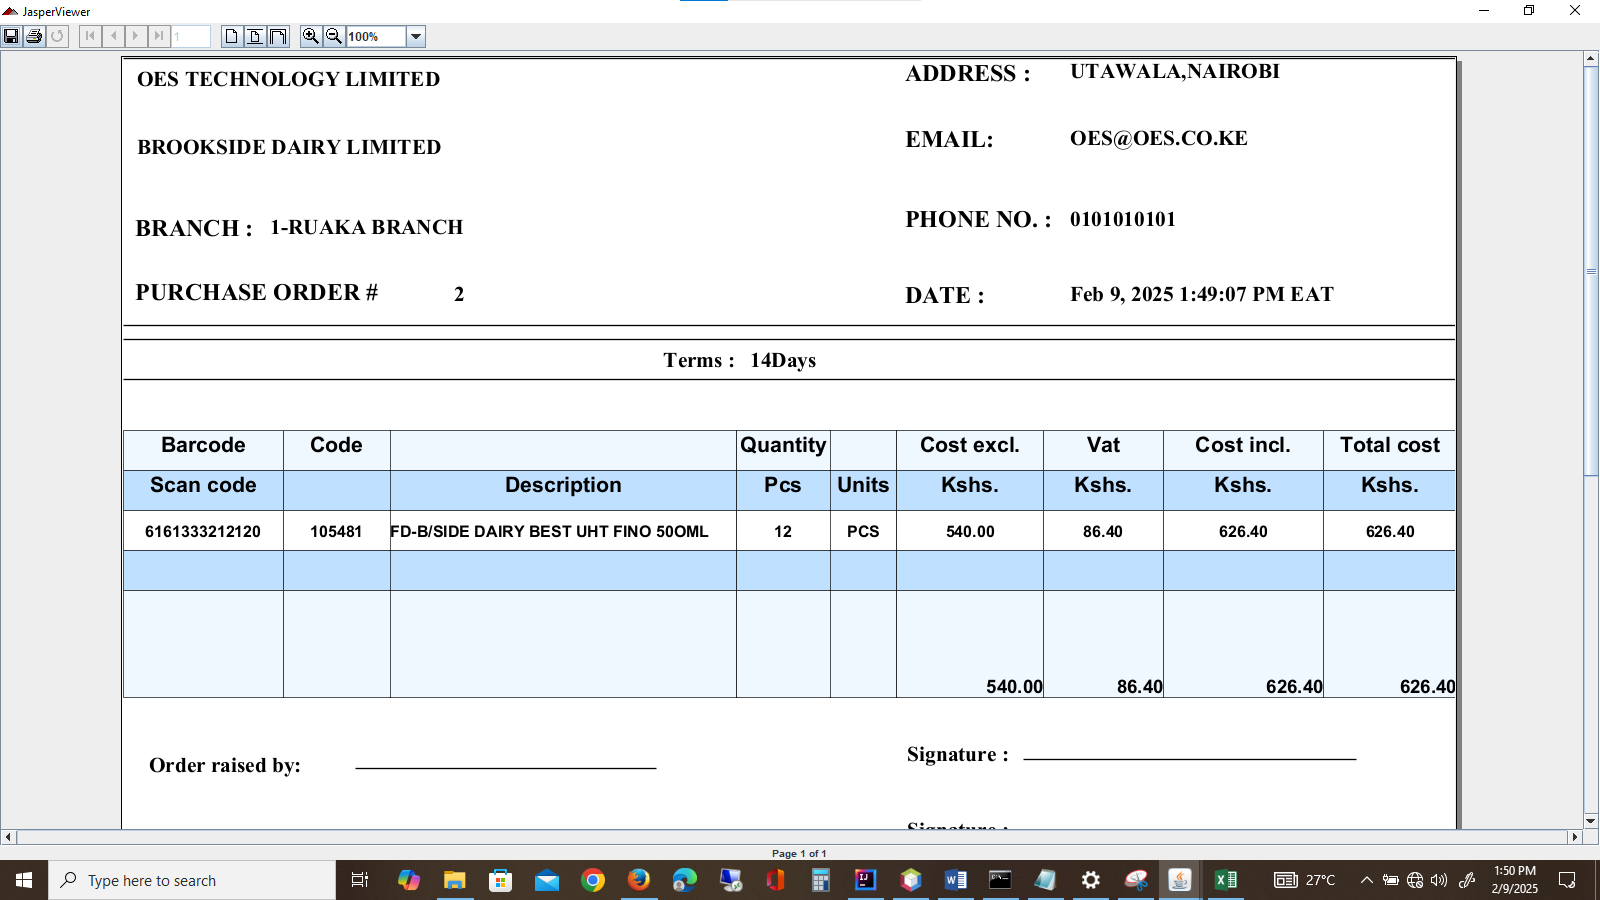 JasperViewer
1
100%
OES TECHNOLOGY LIMITED
ADDRESS : UTAWALA,NAIROBI
BROOKSIDE DAIRY LIMITED
EMAIL: OES@OES.CO.KE
BRANCH : 1-RUAKA BRANCH
PHONE NO. : 0101010101
PURCHASE ORDER # 2
DATE : Feb 9, 2025 1:49:07 PM EAT
Terms : 14Days
Barcode Code Quantity Cost excl. Vat Cost incl. Total cost
Scan code Description Pcs Units Kshs. Kshs. Kshs. Kshs.
6161333212120 105481 FD-B/SIDE DAIRY BEST UHT FINO 50OML 12 PCS 540.00 86.40 626.40 626.40
540.00 86.40 626.40 626.40
Order raised by:
Signature :
Signature :
Page 1 of 1
Type here to search
27°C
1:50 PM
2/9/2025